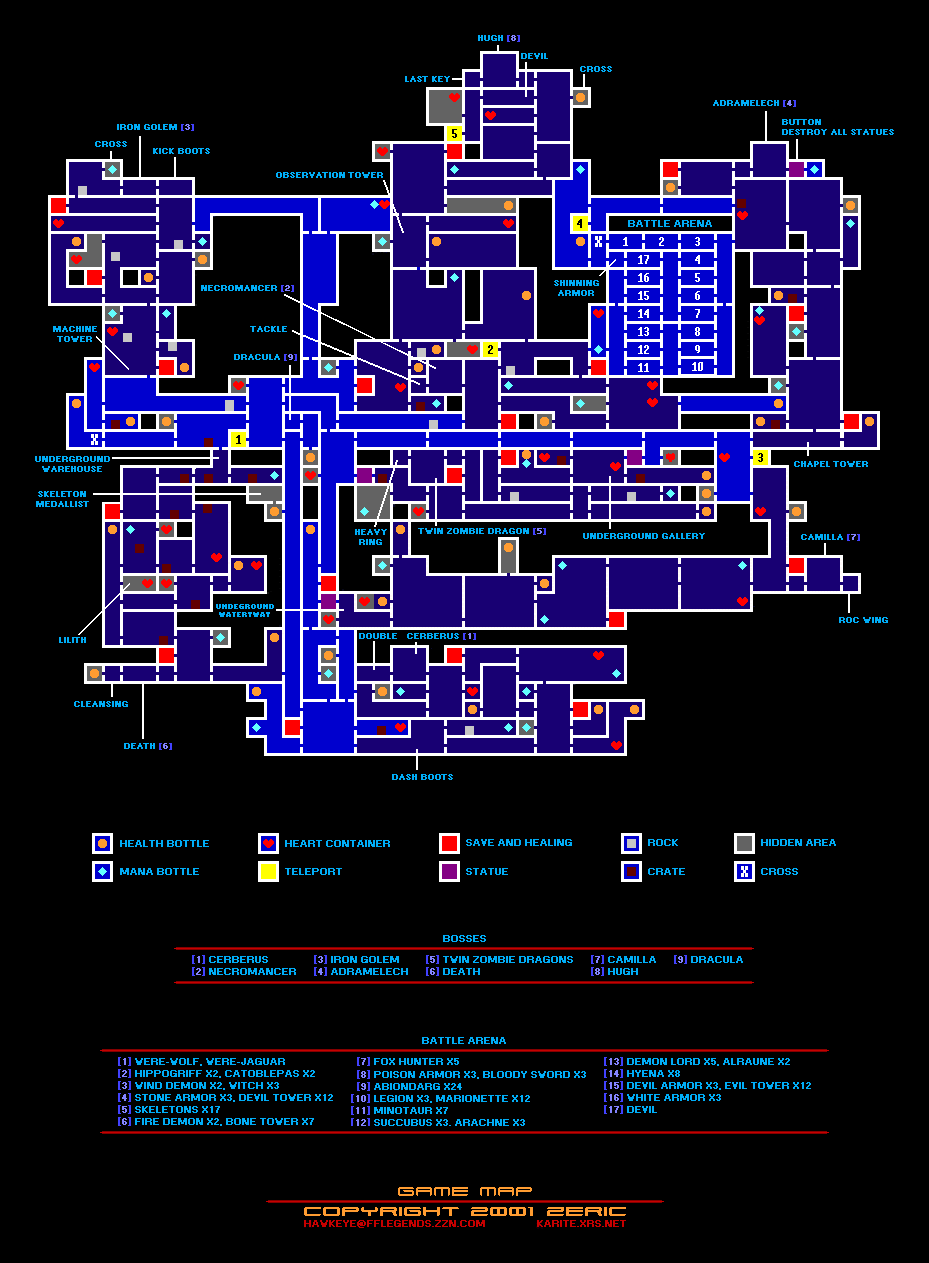 HUGH [8]
DEVIL
CROSS
LAST KEY
ADRAMELECH [4]
BUTTON
DESTROY ALL STATUES
IRON GOLEM [3]
CROSS
KICK BOOTS
5
OBSERVATION TOWER
4
BATTLE ARENA
1 2 3
17 4
16 5
15 6
14 7
13 8
12 9
11 10
SHINNING
ARMOR
NECROMANCER [2]
TACKLE
MACHINE
TOWER
DRACULA [9]
2
1
UNDERGROUND
WAREHOUSE
3
CHAPEL TOWER
SKELETON
MEDALLIST
HEAVY
RING
TWIN ZOMBIE DRAGON [5]
UNDERGROUND GALLERY
CAMILLA [7]
UNDEGROUND
WATERYWAY
ROC WING
LILITH
DOUBLE
CERBERUS [1]
CLEANSING
DEATH [6]
DASH BOOTS
HEALTH BOTTLE
HEART CONTAINER
SAVE AND HEALING
ROCK
HIDDEN AREA
MANA BOTTLE
TELEPORT
STATUE
CRATE
CROSS
BOSSES
[1] CERBERUS [3] IRON GOLEM [5] TWIN ZOMBIE DRAGONS [7] CAMILLA [9] DRACULA
[2] NECROMANCER [4] ADRAMELECH [6] DEATH [8] HUGH
BATTLE ARENA
[1] WERE-WOLF, WERE-JAGUAR
[2] HIPPOGRIFF X2, CATOBLEPAS X2
[3] WIND DEMON X2, WITCH X3
[4] STONE ARMOR X3, DEVIL TOWER X12
[5] SKELETONS X17
[6] FIRE DEMON X2, BONE TOWER X7
[7] FOX HUNTER X5
[8] POISON ARMOR X3, BLOODY SWORD X3
[9] ABIONDARG X24
[10] LEGION X3, MARIONETTE X12
[11] MINOTAUR X7
[12] SUCCUBUS X3, ARACHNE X3
[13] DEMON LORD X5, ALRAUNE X2
[14] HYENA X8
[15] DEVIL ARMOR X3, EVIL TOWER X12
[16] WHITE ARMOR X3
[17] DEVIL
GAME MAP
COPYRIGHT 2001 ZERIC
HAWKEYE@FFLEGENDS.ZZN.COM KARITE.XRS.NET